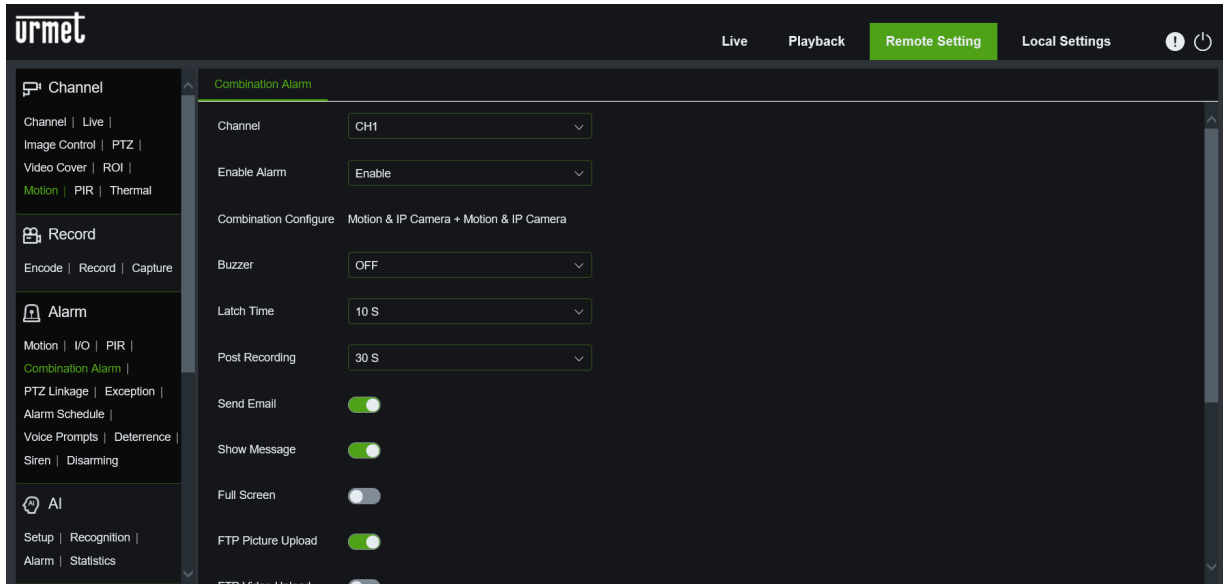 urmet
Live Playback Remote Setting Local Settings
Channel
Channel | Live |
Image Control | PTZ |
Video Cover | ROI |
Motion | PIR | Thermal
Record
Encode | Record | Capture
Alarm
Motion | I/O | PIR |
Combination Alarm |
PTZ Linkage | Exception |
Alarm Schedule |
Voice Prompts | Deterrence |
Siren | Disarming
AI
Setup | Recognition |
Alarm | Statistics
Combination Alarm
Channel CH1
Enable Alarm Enable
Combination Configure Motion & IP Camera + Motion & IP Camera
Buzzer OFF
Latch Time 10 S
Post Recording 30 S
Send Email
Show Message
Full Screen
FTP Picture Upload
FTP Video Upload